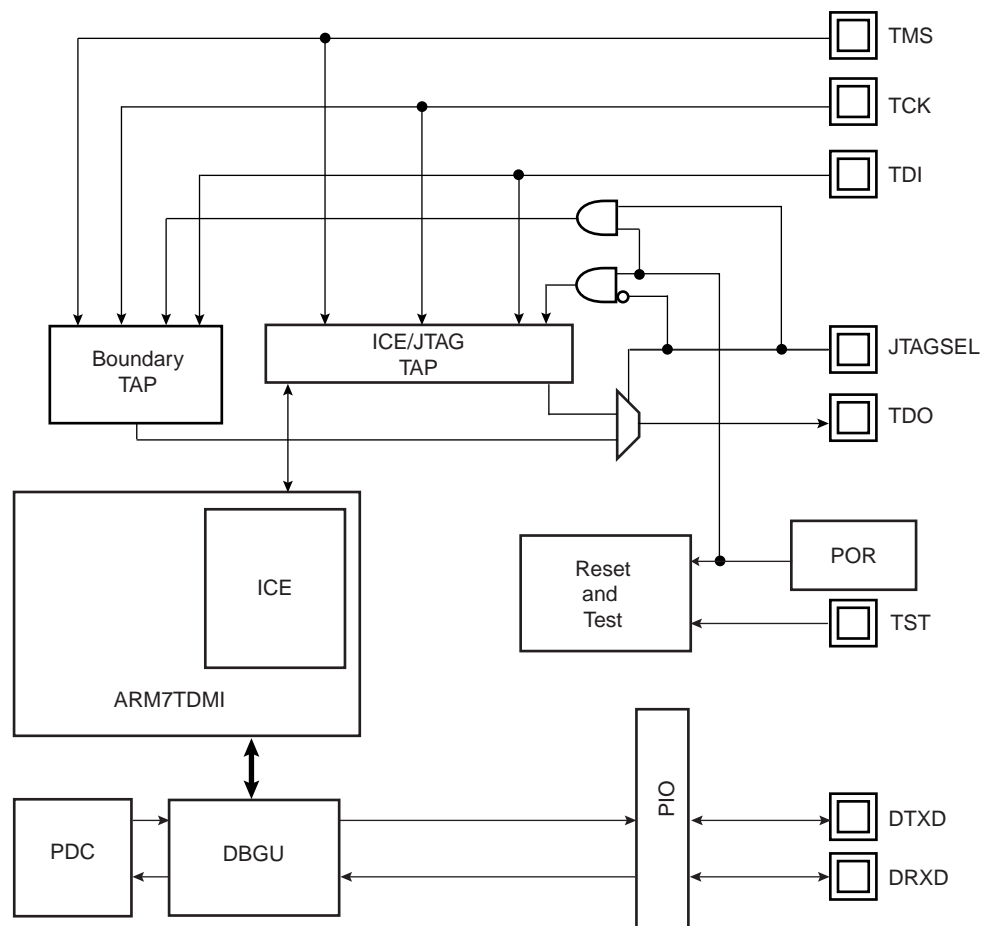 TMS
TCK
TDI
Boundary
TAP
ICE/JTAG
TAP
JTAGSEL
TDO
ICE
ARM7TDMI
Reset
and
Test
POR
TST
PDC
DBGU
PIO
DTXD
DRXD